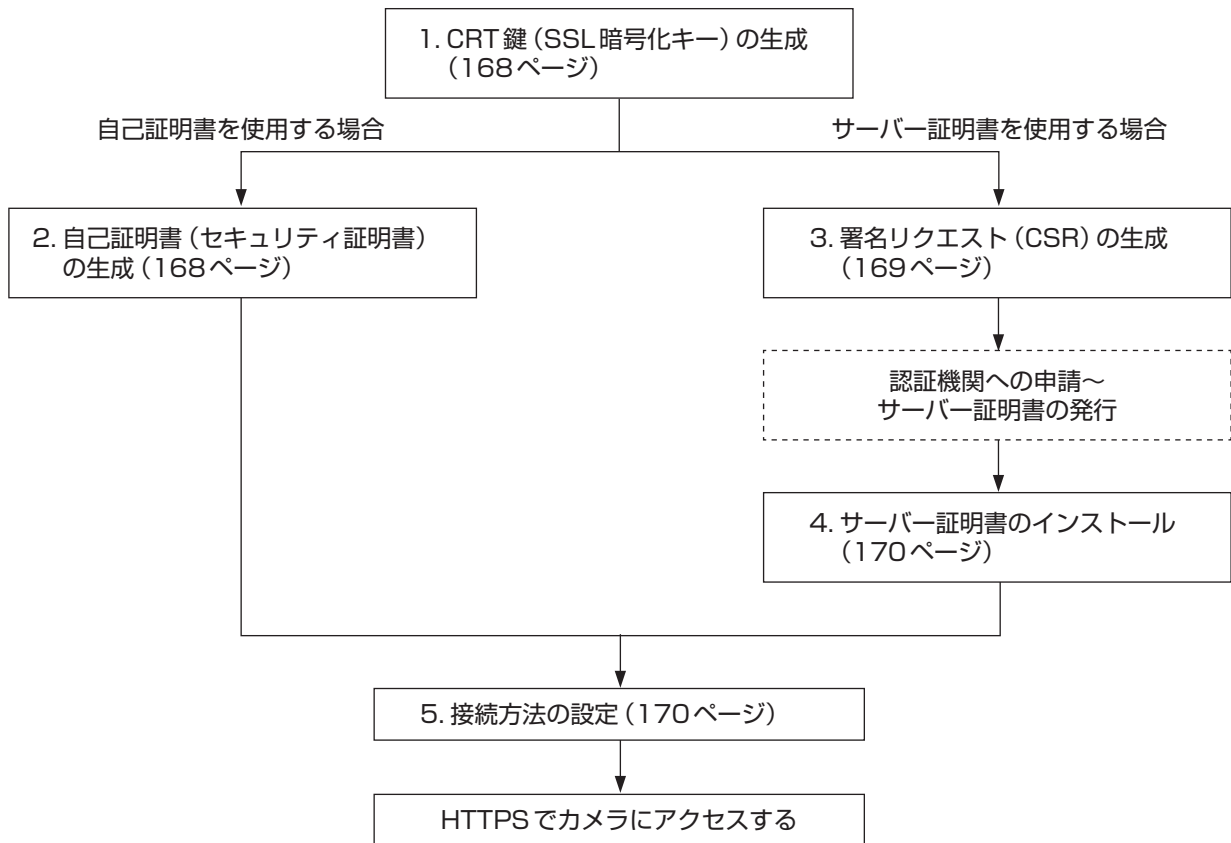 1. CRT鍵(SSL暗号化キー)の生成
(168ページ)
自己証明書を使用する場合
サーバー証明書を使用する場合
2. 自己証明書(セキュリティ証明書)
の生成(168ページ)
3. 署名リクエスト(CSR)の生成
(169ページ)
認証機関への申請〜
サーバー証明書の発行
4. サーバー証明書のインストール
(170ページ)
5. 接続方法の設定(170ページ)
HTTPSでカメラにアクセスする